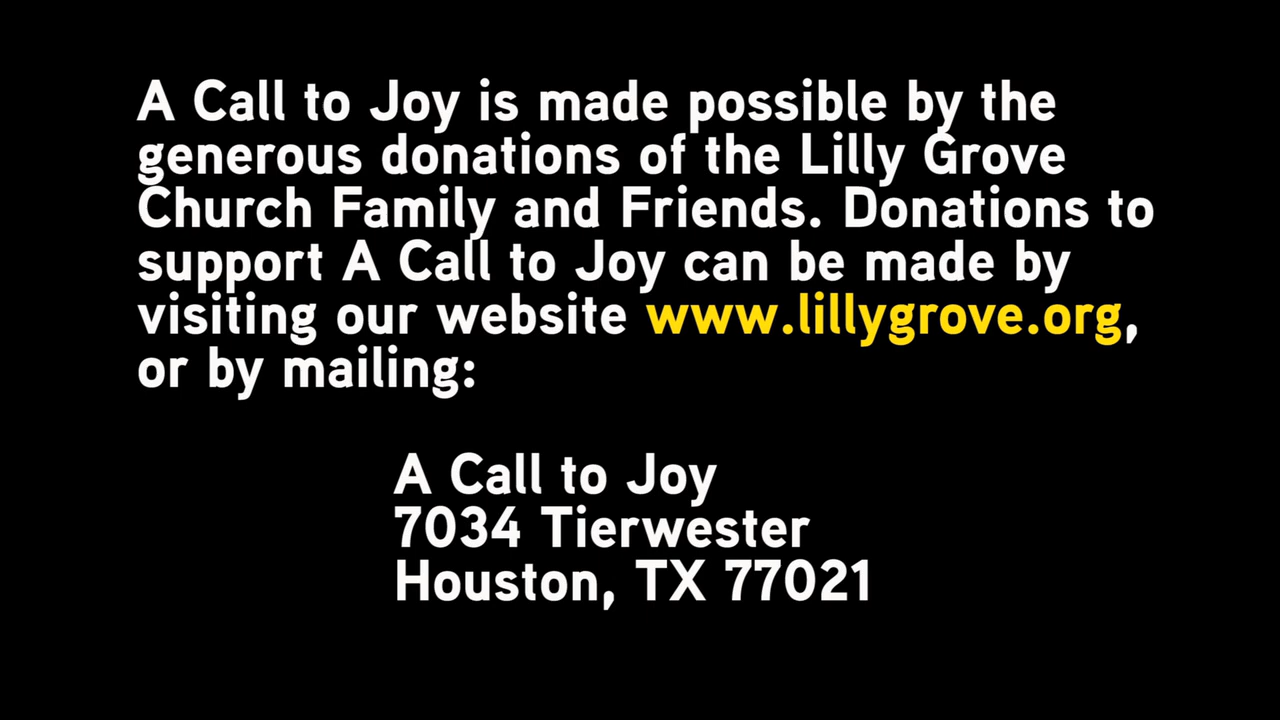 A Call to Joy is made possible by the
generous donations of the Lilly Grove
Church Family and Friends. Donations to
support A Call to Joy can be made by
visiting our website www.lillygrove.org,
or by mailing:
A Call to Joy
7034 Tierwester
Houston, TX 77021